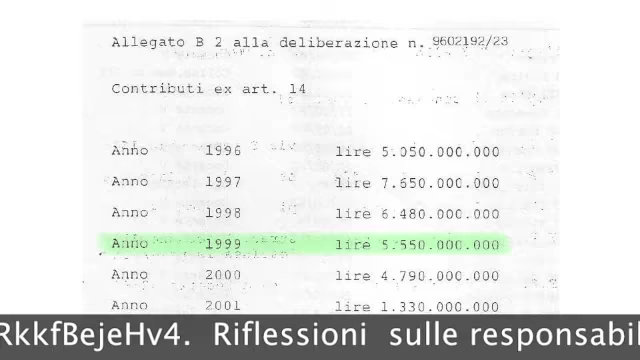 Allegato B 2 alla deliberazione n. 9602192/23
Contributi ex art. 14
Anno 1996 lire 5.050.000.000
Anno 1997 lire 7.650.000.000
Anno 1998 lire 6.480.000.000
Anno 1999 lire 5.550.000.000
Anno 2000 lire 4.790.000.000
Anno 2001 lire 1.330.000.000
RkkfBejeHv4. Riflessioni sulle responsabil